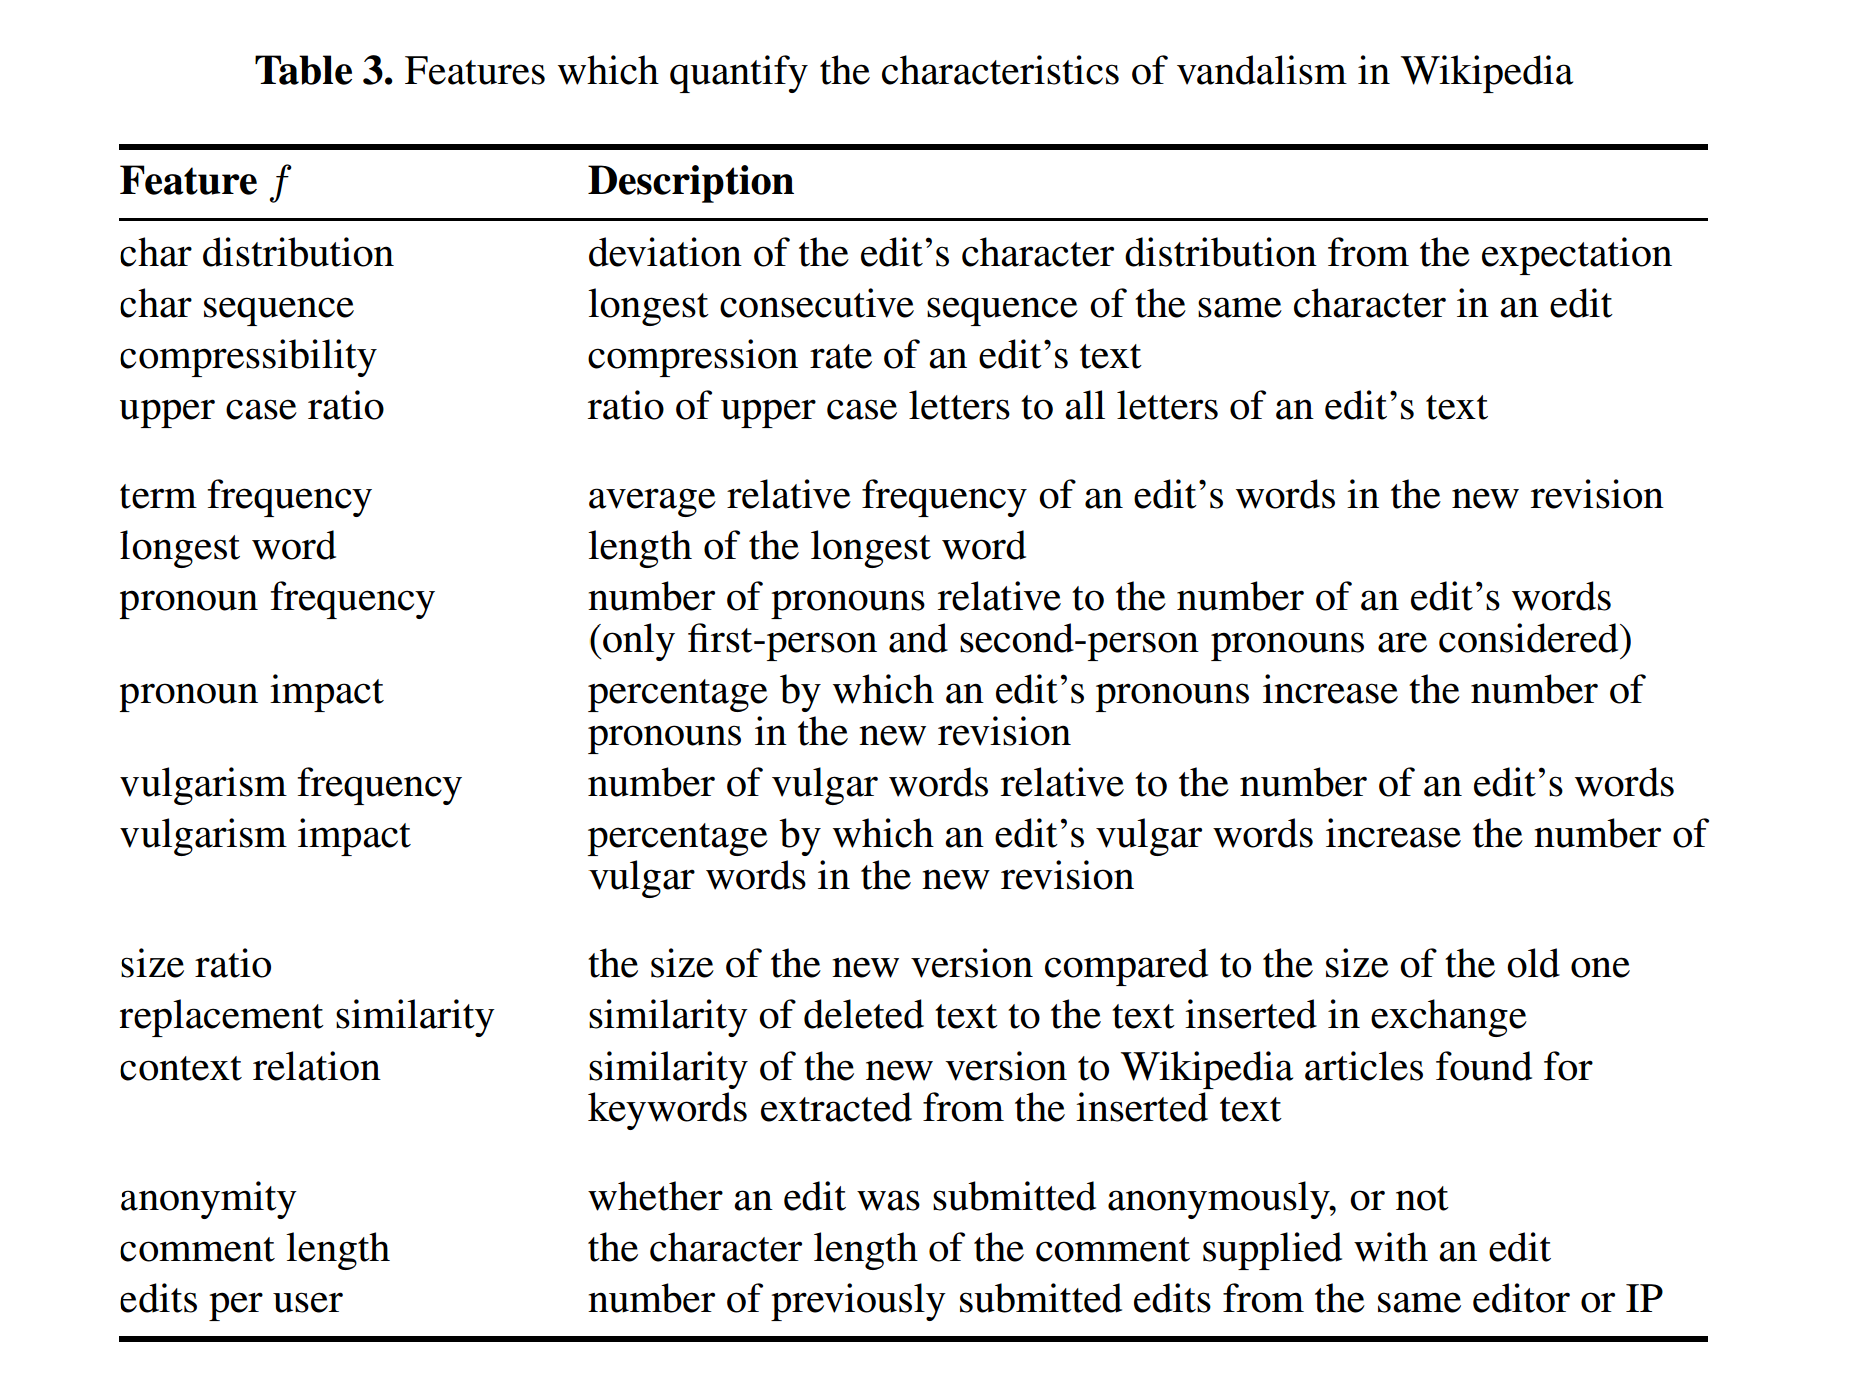 Table 3. Features which quantify the characteristics of vandalism in Wikipedia
Feature f Description
char distribution deviation of the edit’s character distribution from the expectation
char sequence longest consecutive sequence of the same character in an edit
compressibility compression rate of an edit’s text
upper case ratio ratio of upper case letters to all letters of an edit’s text
term frequency average relative frequency of an edit’s words in the new revision
longest word length of the longest word
pronoun frequency number of pronouns relative to the number of an edit’s words
(only first-person and second-person pronouns are considered)
pronoun impact percentage by which an edit’s pronouns increase the number of
pronouns in the new revision
vulgarism frequency number of vulgar words relative to the number of an edit’s words
vulgarism impact percentage by which an edit’s vulgar words increase the number of
vulgar words in the new revision
size ratio the size of the new version compared to the size of the old one
replacement similarity similarity of deleted text to the text inserted in exchange
context relation similarity of the new version to Wikipedia articles found for
keywords extracted from the inserted text
anonymity whether an edit was submitted anonymously, or not
comment length the character length of the comment supplied with an edit
edits per user number of previously submitted edits from the same editor or IP